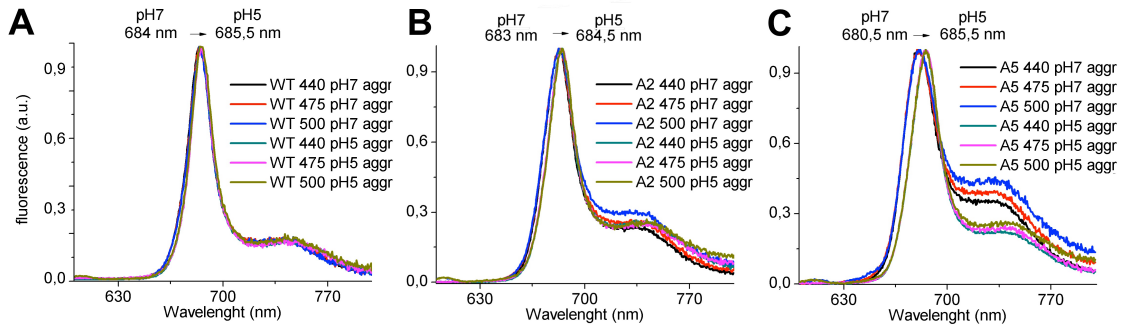 A
pH7 pH5
684 nm → 685,5 nm
fluorescence (a.u.)
0.9
0.6
0.3
0.0
WT 440 pH7 aggr
WT 475 pH7 aggr
WT 500 pH7 aggr
WT 440 pH5 aggr
WT 475 pH5 aggr
WT 500 pH5 aggr
630 700 770
Wavelenght (nm)
B
pH7 pH5
683 nm → 684,5 nm
0.9
0.6
0.3
0.0
A2 440 pH7 aggr
A2 475 pH7 aggr
A2 500 pH7 aggr
A2 440 pH5 aggr
A2 475 pH5 aggr
A2 500 pH5 aggr
630 700 770
Wavelenght (nm)
C
pH7 pH5
680,5 nm → 685,5 nm
0.9
0.6
0.3
0.0
A5 440 pH7 aggr
A5 475 pH7 aggr
A5 500 pH7 aggr
A5 440 pH5 aggr
A5 475 pH5 aggr
A5 500 pH5 aggr
630 700 770
Wavelenght (nm)